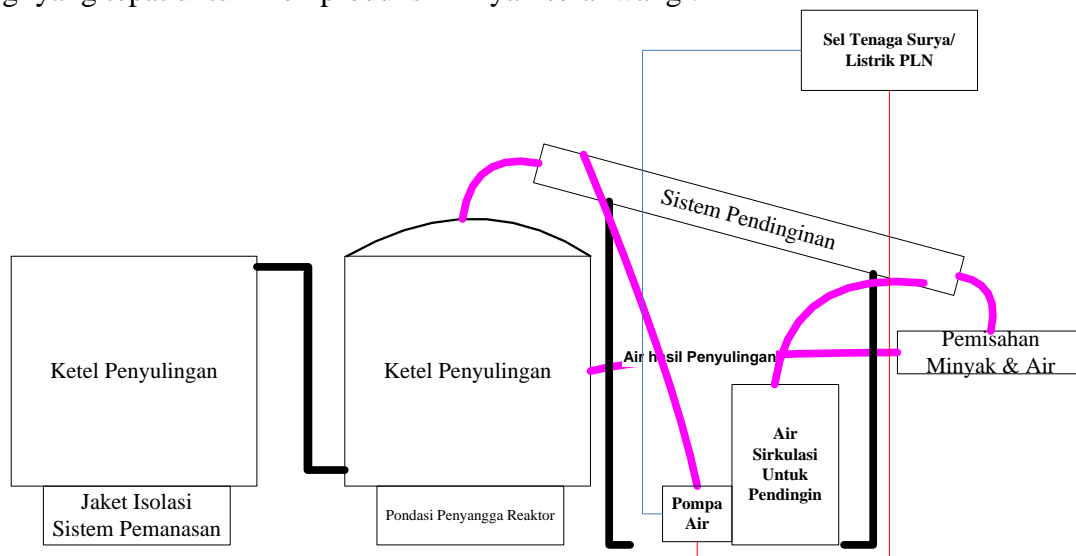 Sel Tenaga Surya/
Listrik PLN
Sistem Pendinginan
Ketel Penyulingan
Ketel Penyulingan
Air hasil Penyulingan
Pemisahan
Minyak & Air
Air
Sirkulasi
Untuk
Pendingin
Jaket Isolasi
Sistem Pemanasan
Pondasi Penyangga Reaktor
Pompa
Air